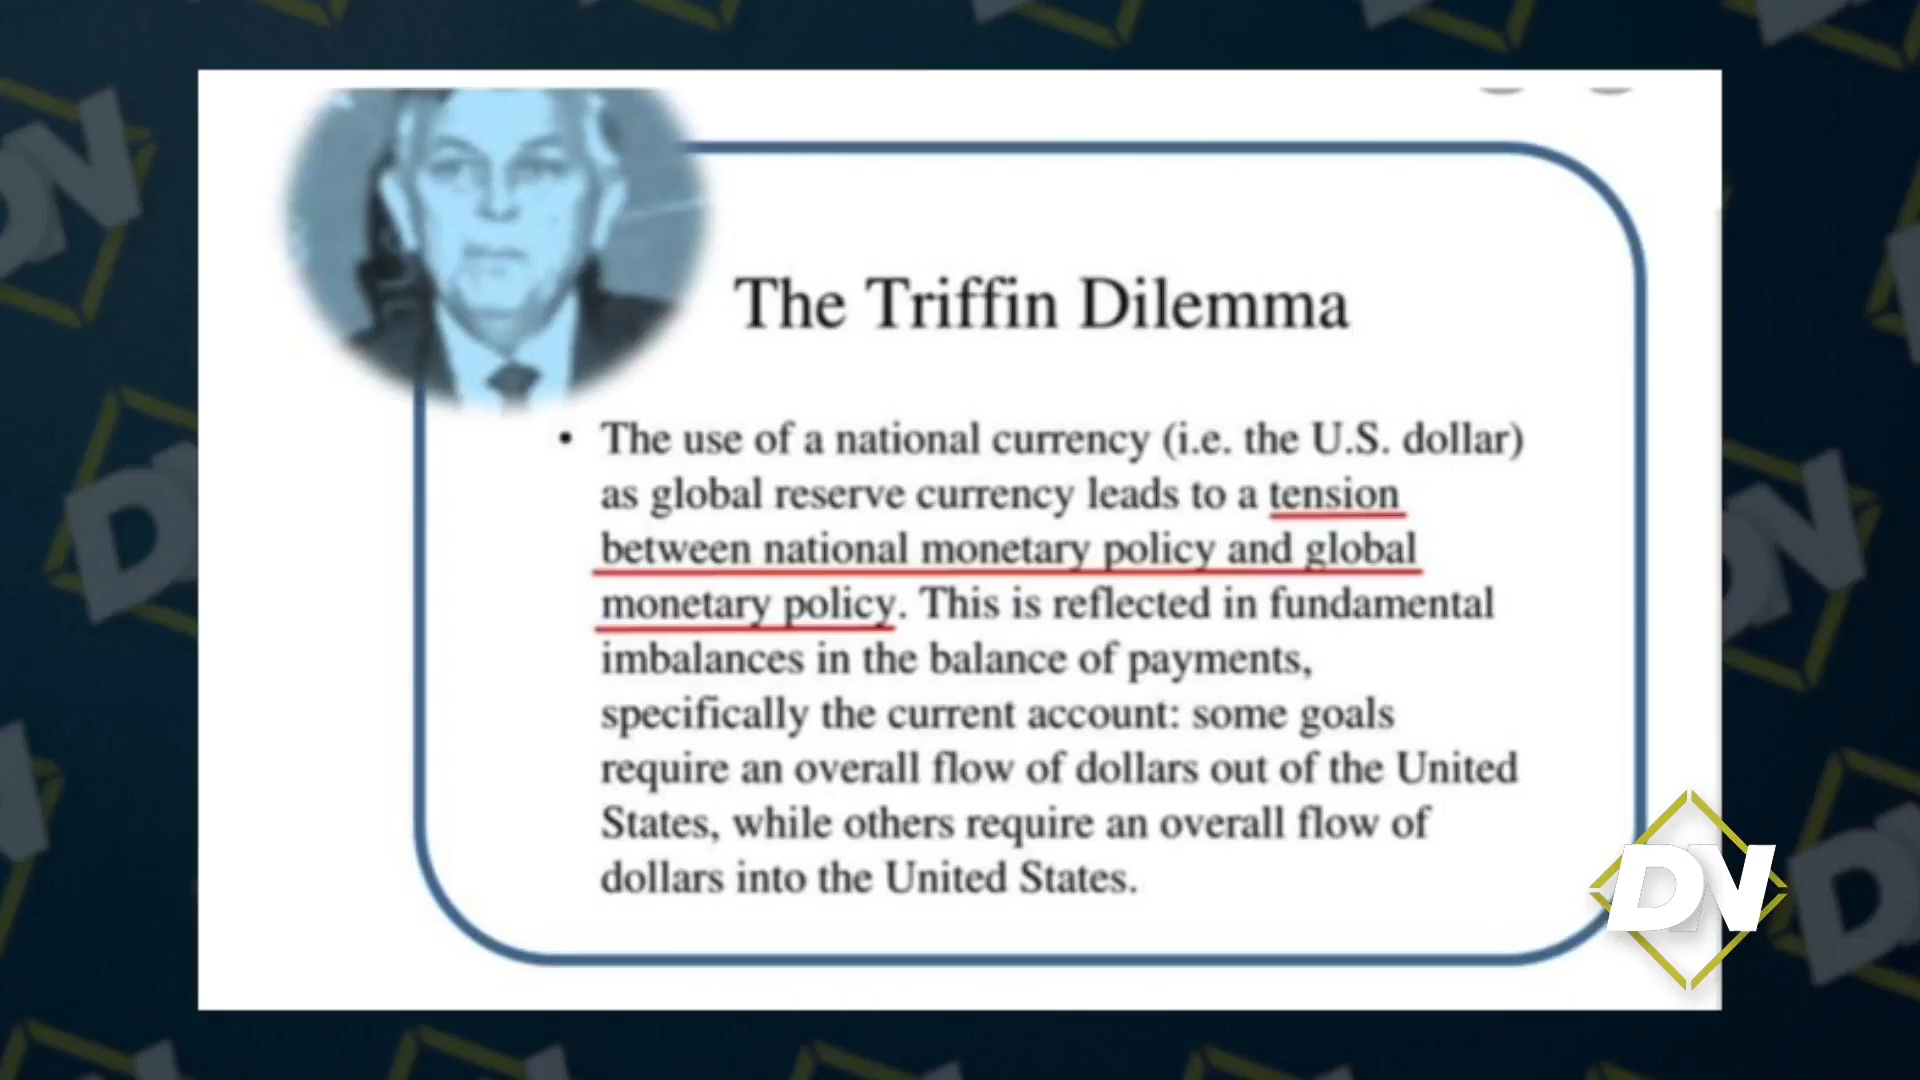 The Triffin Dilemma
• The use of a national currency (i.e. the U.S. dollar)
as global reserve currency leads to a tension
between national monetary policy and global
monetary policy. This is reflected in fundamental
imbalances in the balance of payments,
specifically the current account: some goals
require an overall flow of dollars out of the United
States, while others require an overall flow of
dollars into the United States.
DN